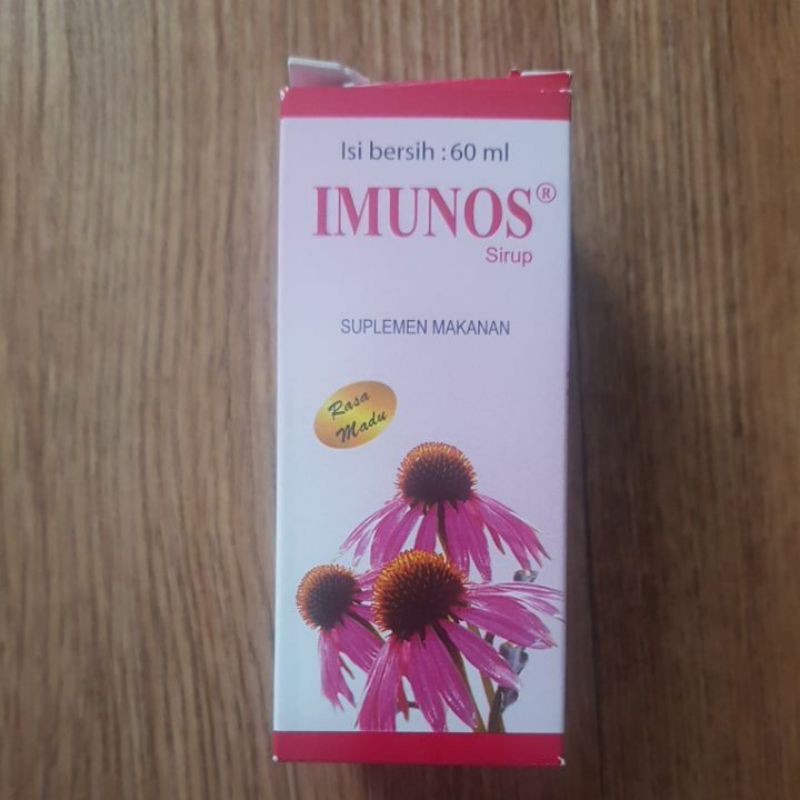 Isi bersih : 60 ml
IMUNOS®
Sirup
SUPLEMEN MAKANAN
Rasa
Madu